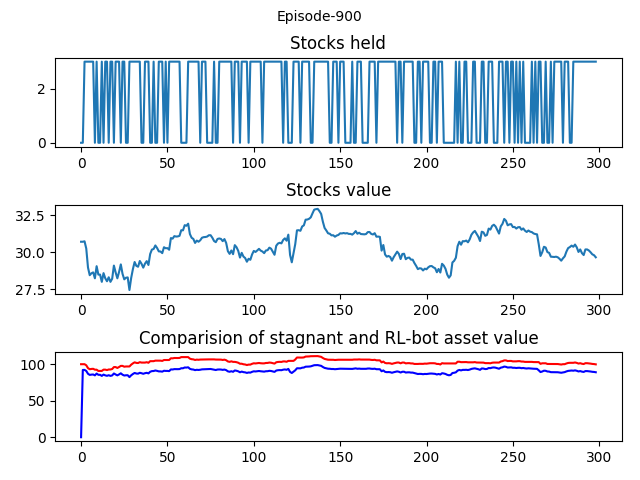 Episode-900
Stocks held
2
0
0 50 100 150 200 250 300
Stocks value
32.5
30.0
27.5
0 50 100 150 200 250 300
Comparision of stagnant and RL-bot asset value
100
50
0
0 50 100 150 200 250 300